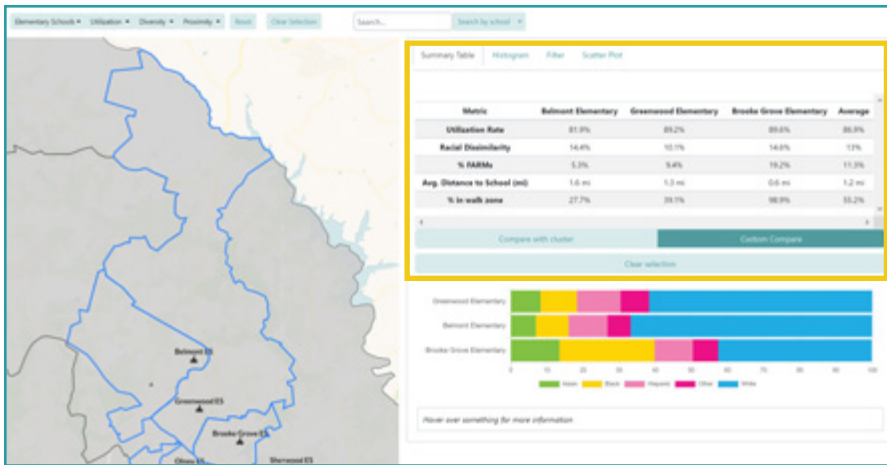 Elementary Schools Utilization Diversity Proximity Reset Clear Selection Search... Search by school
Summary Table Histogram Filter Scatter Plot
Metric Belmont Elementary Greenwood Elementary Brooke Grove Elementary Average
Utilization Rate 81.9% 89.2% 89.6% 86.9%
Racial Dissimilarity 14.4% 10.1% 14.6% 13%
% FARMs 5.3% 9.4% 19.2% 11.3%
Avg. Distance to School (mi) 1.6 mi 1.3 mi 0.6 mi 1.2 mi
% in walk zone 27.7% 39.1% 98.9% 55.2%
Compare with cluster Custom Compare
Clear selection
Greenwood Elementary
Belmont Elementary
Brooke Grove Elementary
0 10 20 30 40 50 60 70 80 90 100
Asian Black Hispanic Other White
Hover over something for more information
Belmont ES
Greenwood ES
Brooke Grove ES
Olney ES
Sherwood ES